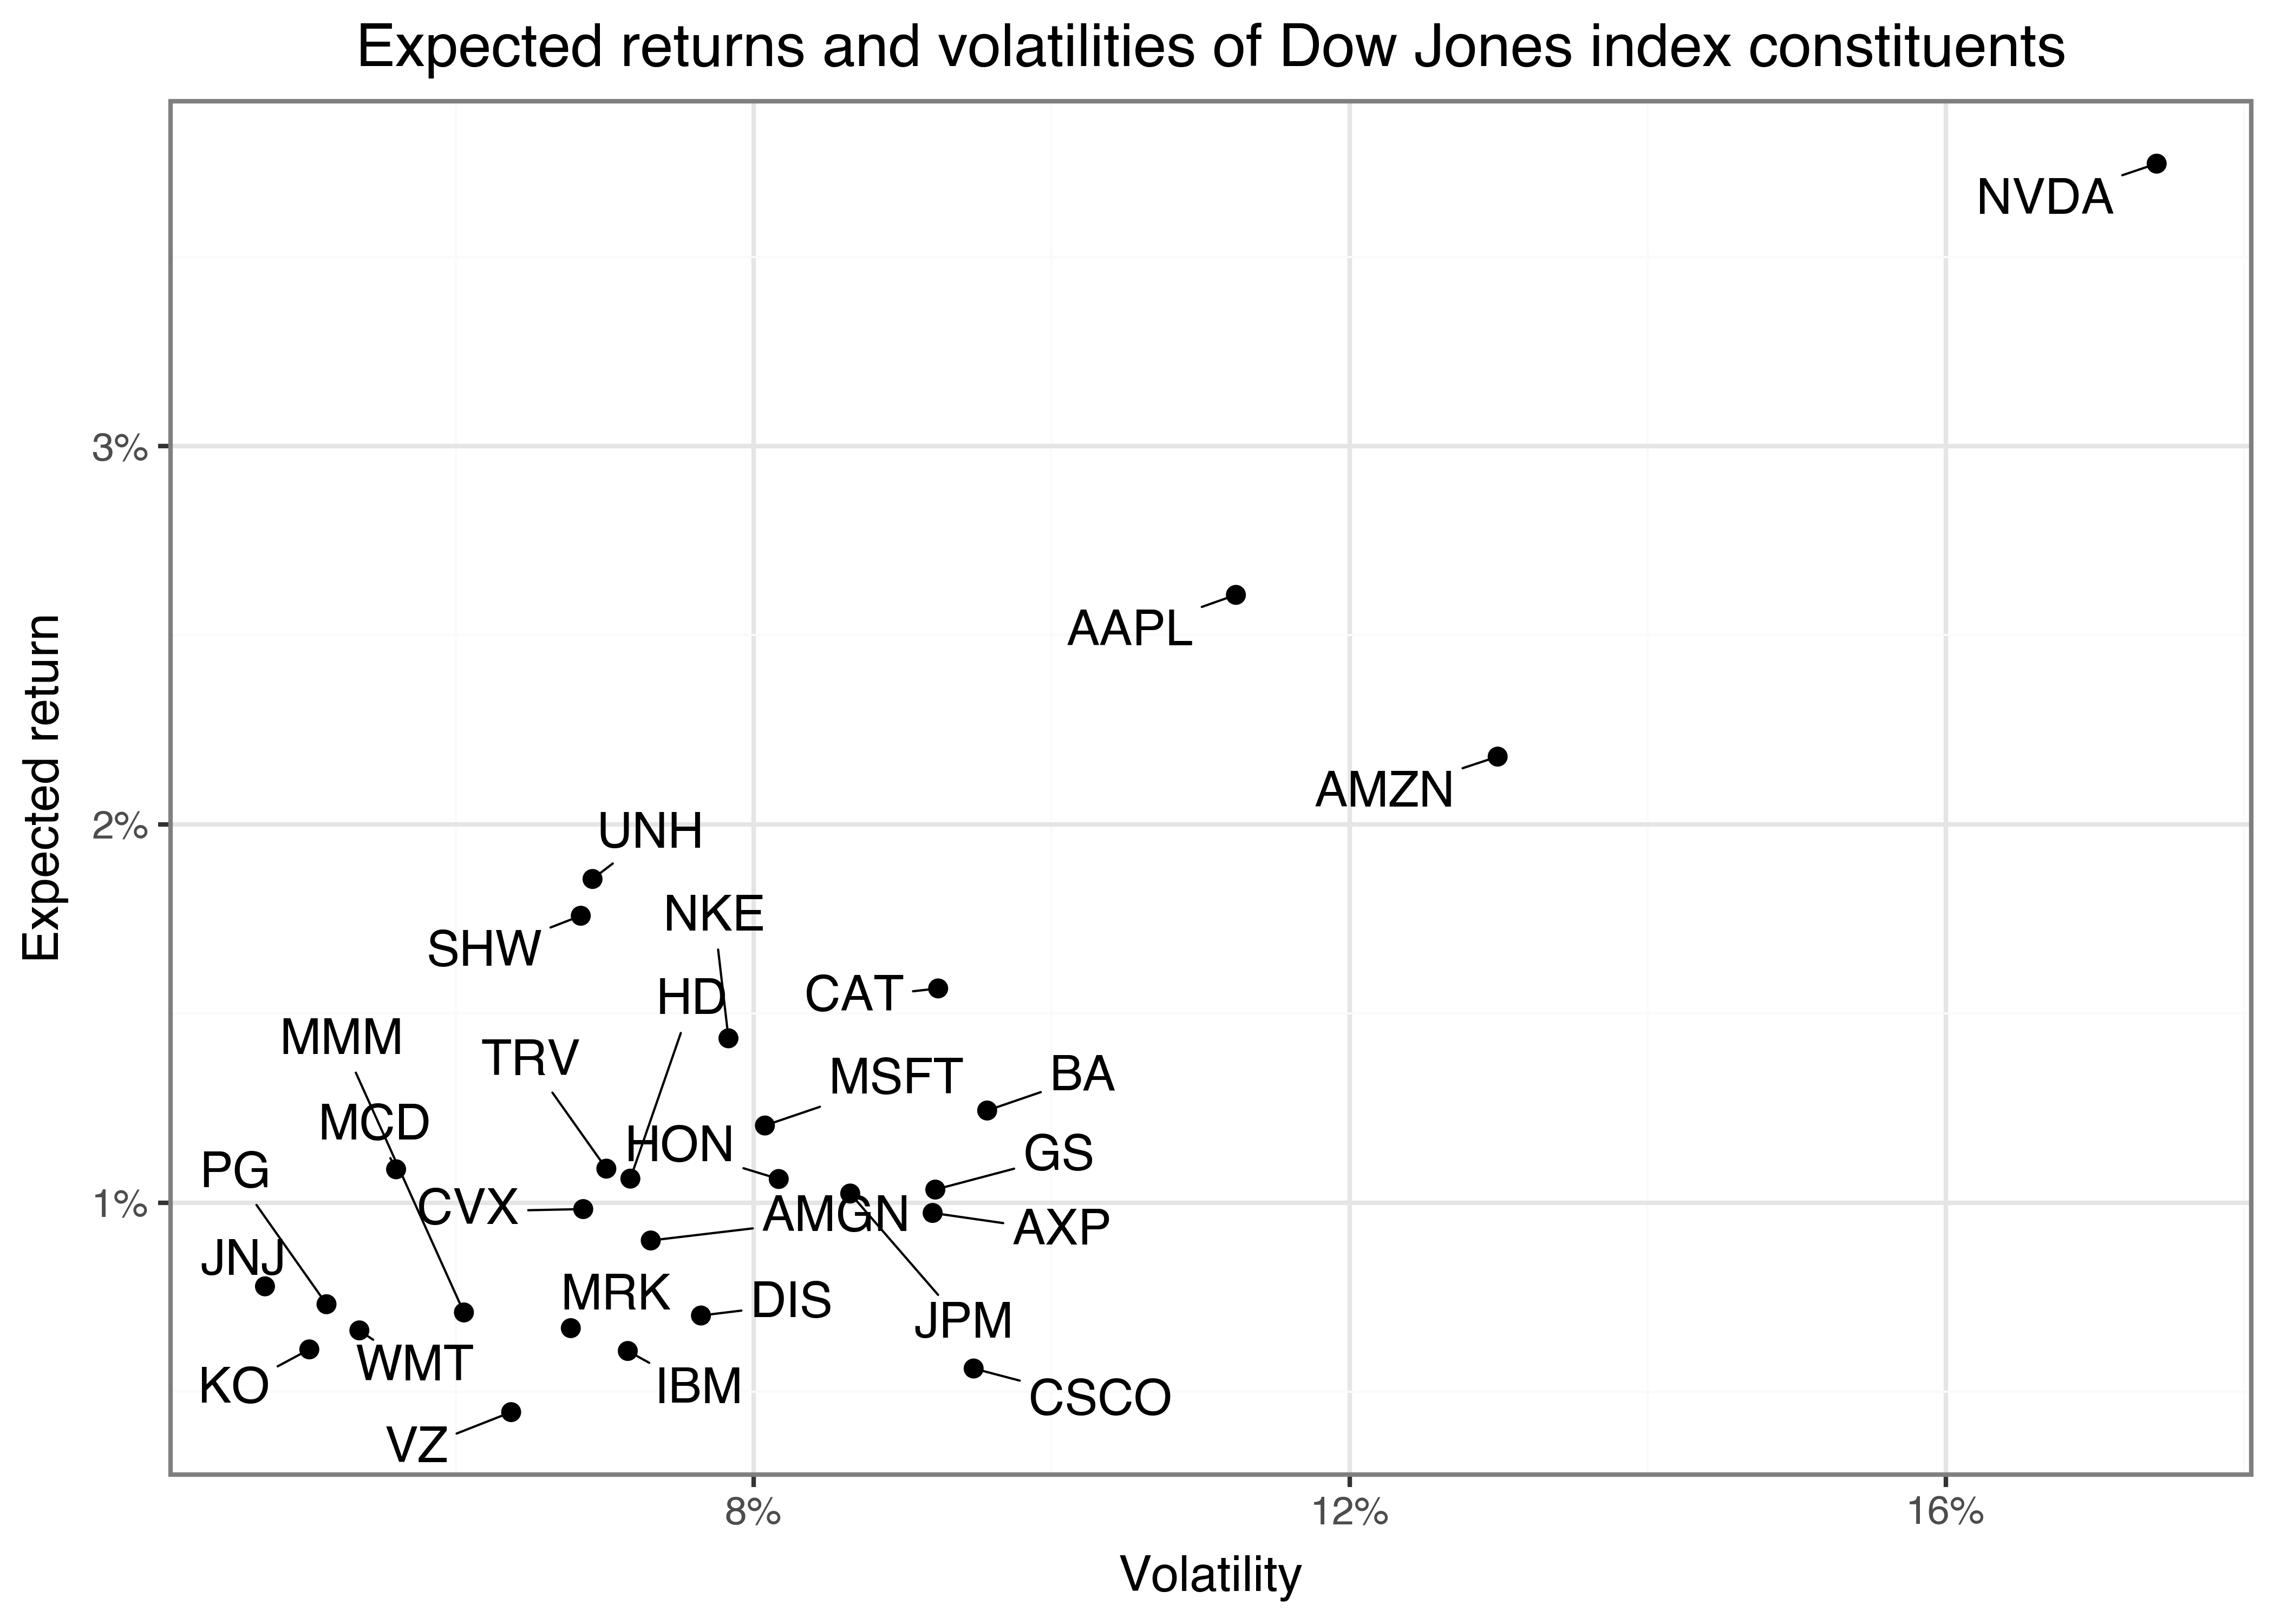 Expected returns and volatilities of Dow Jones index constituents
Expected return
3%
2%
1%
NVDA
AAPL
AMZN
UNH
NKE
SHW
HD
CAT
MMM
TRV
MSFT
BA
MCD
HON
GS
PG
CVX
AMGN
AXP
JNJ
MRK
DIS
JPM
WMT
KO
IBM
CSCO
VZ
8%
12%
16%
Volatility